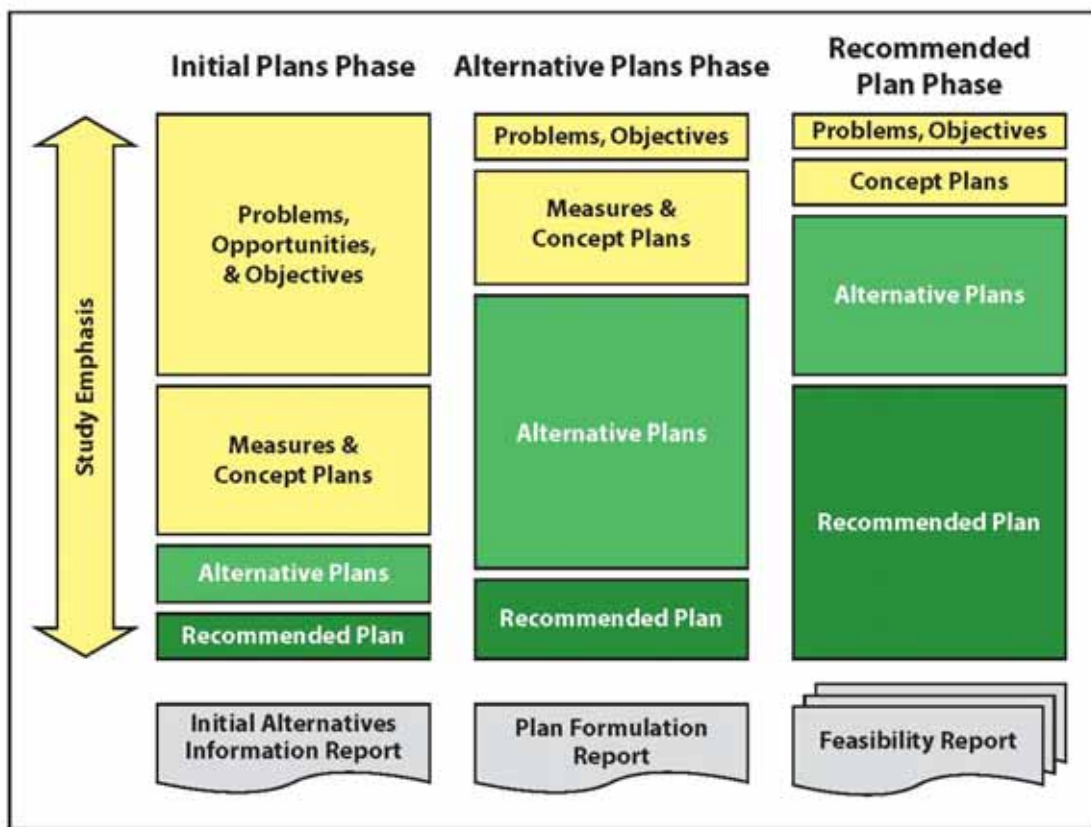 Initial Plans Phase
Alternative Plans Phase
Recommended
Plan Phase
Study Emphasis
Problems,
Opportunities,
& Objectives
Measures &
Concept Plans
Alternative Plans
Recommended Plan
Initial Alternatives
Information Report
Problems, Objectives
Measures &
Concept Plans
Alternative Plans
Recommended Plan
Plan Formulation
Report
Problems, Objectives
Concept Plans
Alternative Plans
Recommended Plan
Feasibility Report